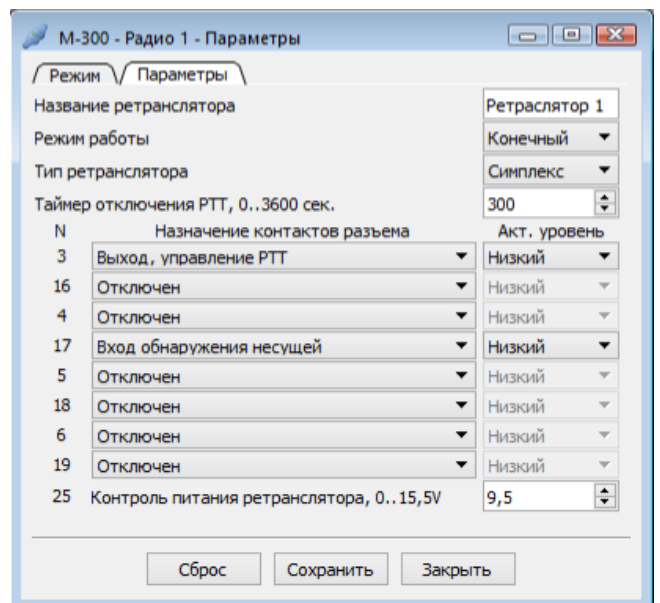 М-300 - Радио 1 - Параметры
Режим Параметры
Название ретранслятора Ретраслятор 1
Режим работы Конечный
Тип ретранслятора Симплекс
Таймер отключения РТТ, 0..3600 сек. 300
N Назначение контактов разъема Акт. уровень
3 Выход, управление РТТ Низкий
16 Отключен Низкий
4 Отключен Низкий
17 Вход обнаружения несущей Низкий
5 Отключен Низкий
18 Отключен Низкий
6 Отключен Низкий
19 Отключен Низкий
25 Контроль питания ретранслятора, 0..15,5V 9,5
Сброс Сохранить Закрыть